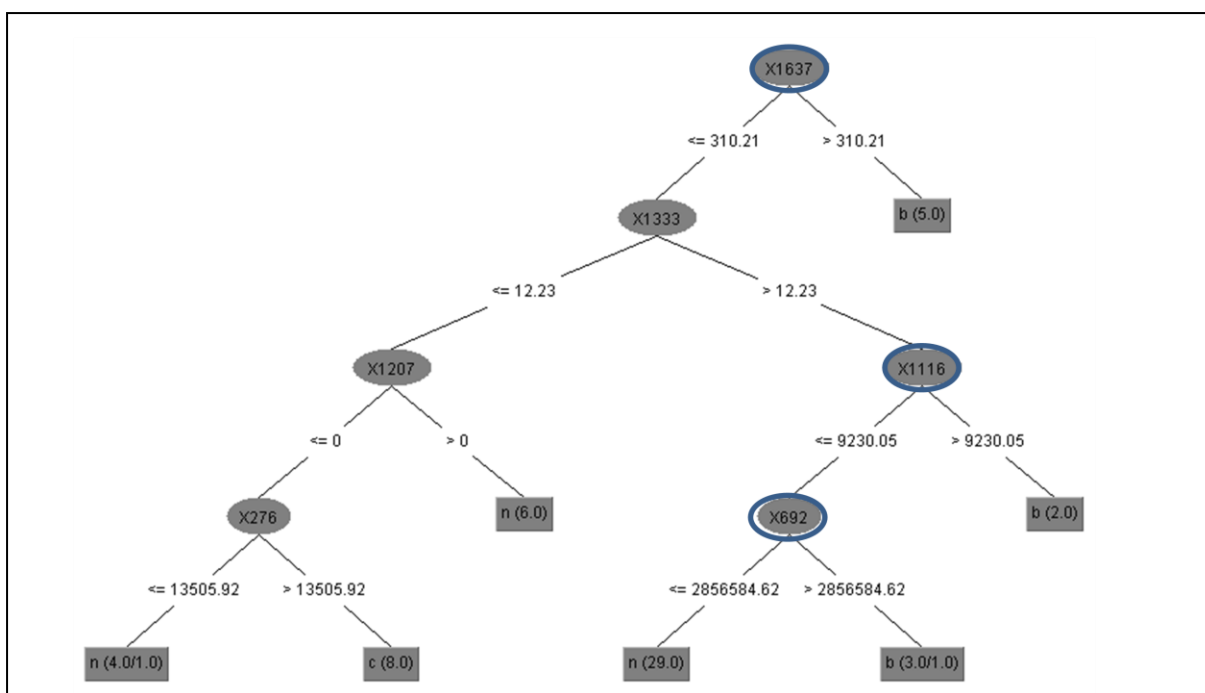 X1637
<= 310.21
> 310.21
X1333
b (5.0)
<= 12.23
> 12.23
X1207
X1116
<= 0
> 0
<= 9230.05
> 9230.05
X276
n (6.0)
X692
b (2.0)
<= 13505.92
> 13505.92
<= 2856584.62
> 2856584.62
n (4.0/1.0)
c (8.0)
n (29.0)
b (3.0/1.0)